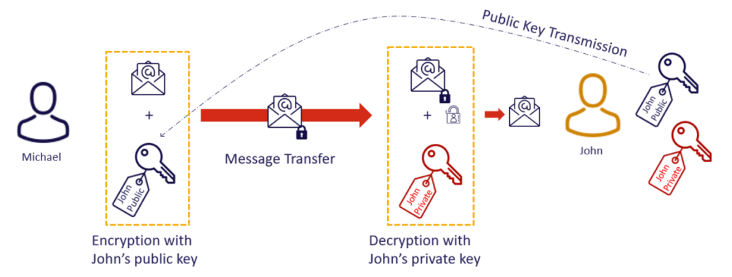 Public Key Transmission
@
@
@
@
+
+
John
Public
Michael
Message Transfer
John
John
Public
John
Private
John
Private
Encryption with
John's public key
Decryption with
John's private key